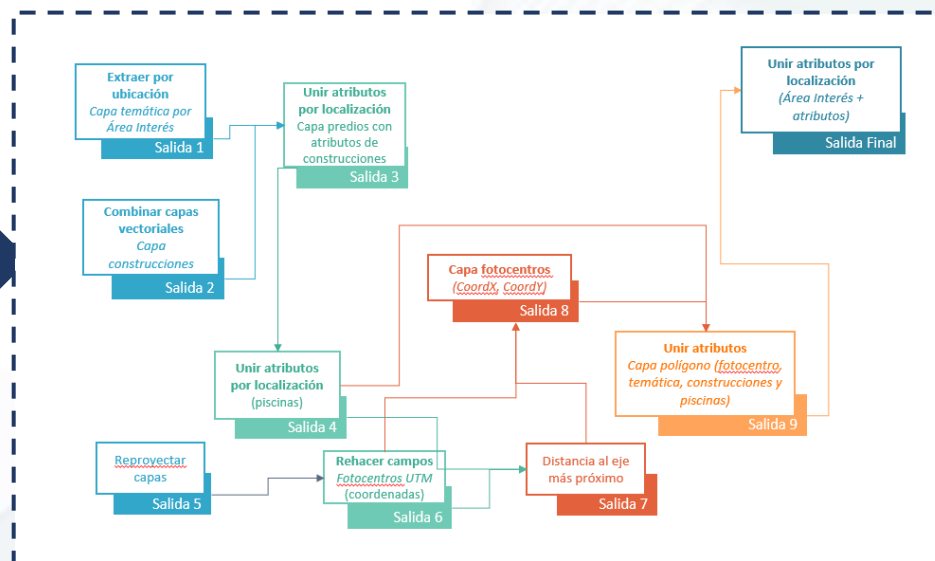 Extraer por
ubicación
Capa temática por
Área Interés
Salida 1
Combinar capas
vectoriales
Capa
construcciones
Salida 2
Unir atributos
por localización
Capa predios con
atributos de
construcciones
Salida 3
Unir atributos
por localización
(piscinas)
Salida 4
Reproyectar
capas
Salida 5
Rehacer campos
Fotocentros UTM
(coordenadas)
Salida 6
Distancia al eje
más próximo
Salida 7
Capa fotocentros
(CoordX, CoordY)
Salida 8
Unir atributos
Capa polígono (fotocentro,
temática, construcciones y
piscinas)
Salida 9
Unir atributos por
localización
(Área Interés +
atributos)
Salida Final